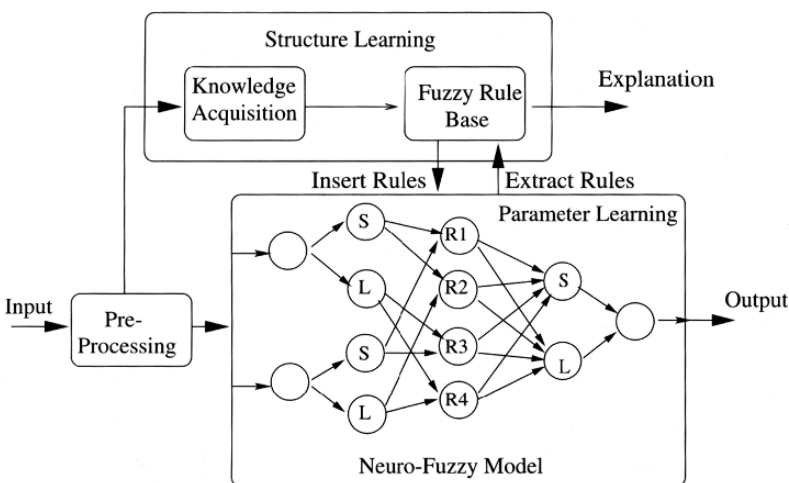 Structure Learning
Knowledge
Acquisition
Fuzzy Rule
Base
Explanation
Insert Rules
Extract Rules
Parameter Learning
S
R1
L
R2
S
Input
Pre-
Processing
Output
S
R3
L
L
R4
Neuro-Fuzzy Model